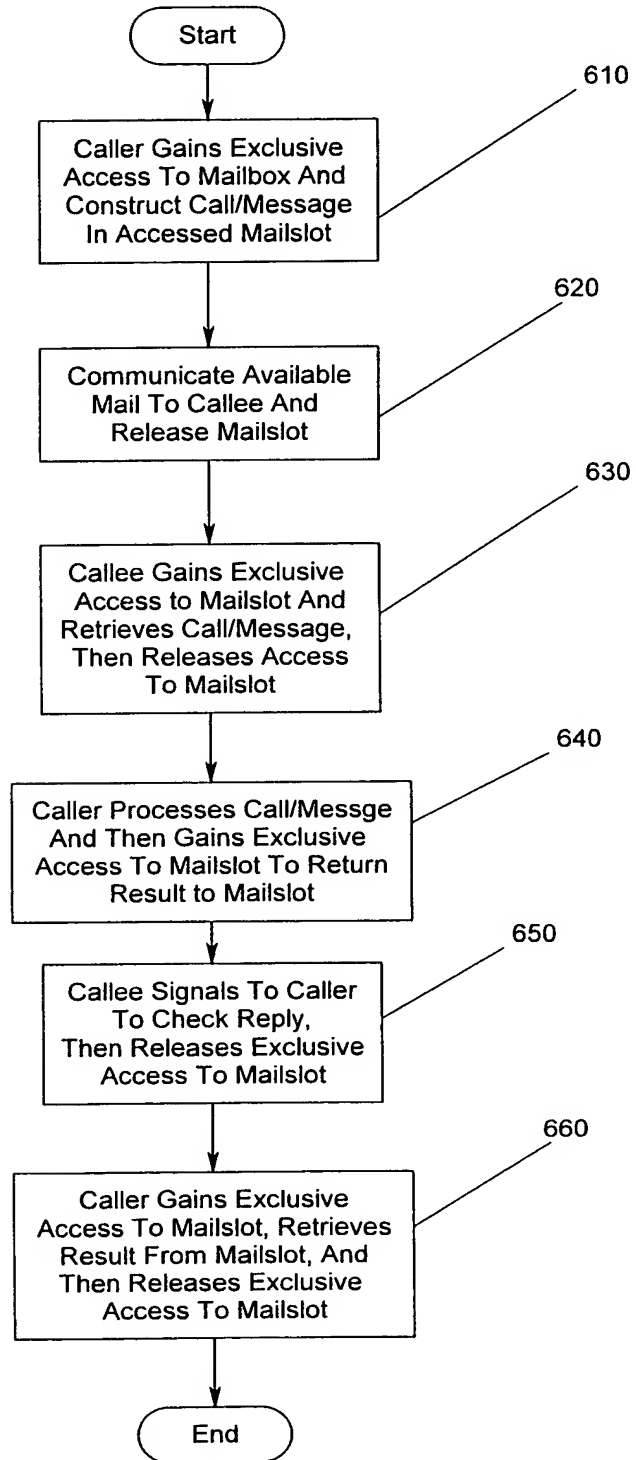 Start
610
Caller Gains Exclusive
Access To Mailbox And
Construct Call/Message
In Accessed Mailslot
620
Communicate Available
Mail To Callee And
Release Mailslot
630
Callee Gains Exclusive
Access to Mailslot And
Retrieves Call/Message,
Then Releases Access
To Mailslot
640
Caller Processes Call/Messge
And Then Gains Exclusive
Access To Mailslot To Return
Result to Mailslot
650
Callee Signals To Caller
To Check Reply,
Then Releases Exclusive
Access To Mailslot
660
Caller Gains Exclusive
Access To Mailslot, Retrieves
Result From Mailslot, And
Then Releases Exclusive
Access To Mailslot
End